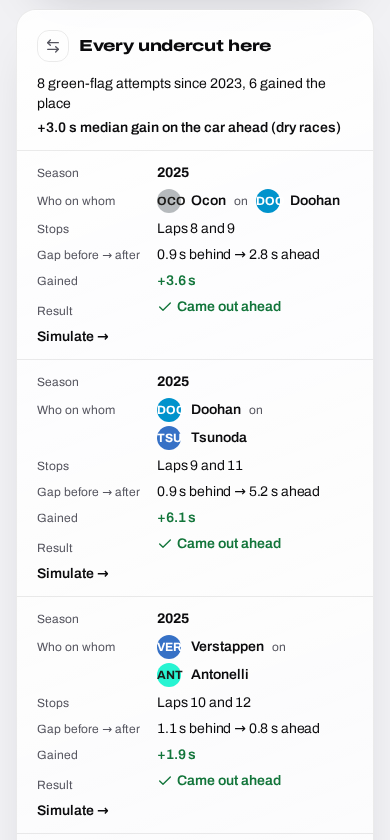 Every undercut here
8 green-flag attempts since 2023, 6 gained the
place
+3.0 s median gain on the car ahead (dry races)
Season 2025
Who on whom OCO Ocon on DOO Doohan
Stops Laps 8 and 9
Gap before → after 0.9 s behind → 2.8 s ahead
Gained +3.6 s
Result ✓ Came out ahead
Simulate →
Season 2025
Who on whom DOO Doohan on
TSU Tsunoda
Stops Laps 9 and 11
Gap before → after 0.9 s behind → 5.2 s ahead
Gained +6.1 s
Result ✓ Came out ahead
Simulate →
Season 2025
Who on whom VER Verstappen on
ANT Antonelli
Stops Laps 10 and 12
Gap before → after 1.1 s behind → 0.8 s ahead
Gained +1.9 s
Result ✓ Came out ahead
Simulate →